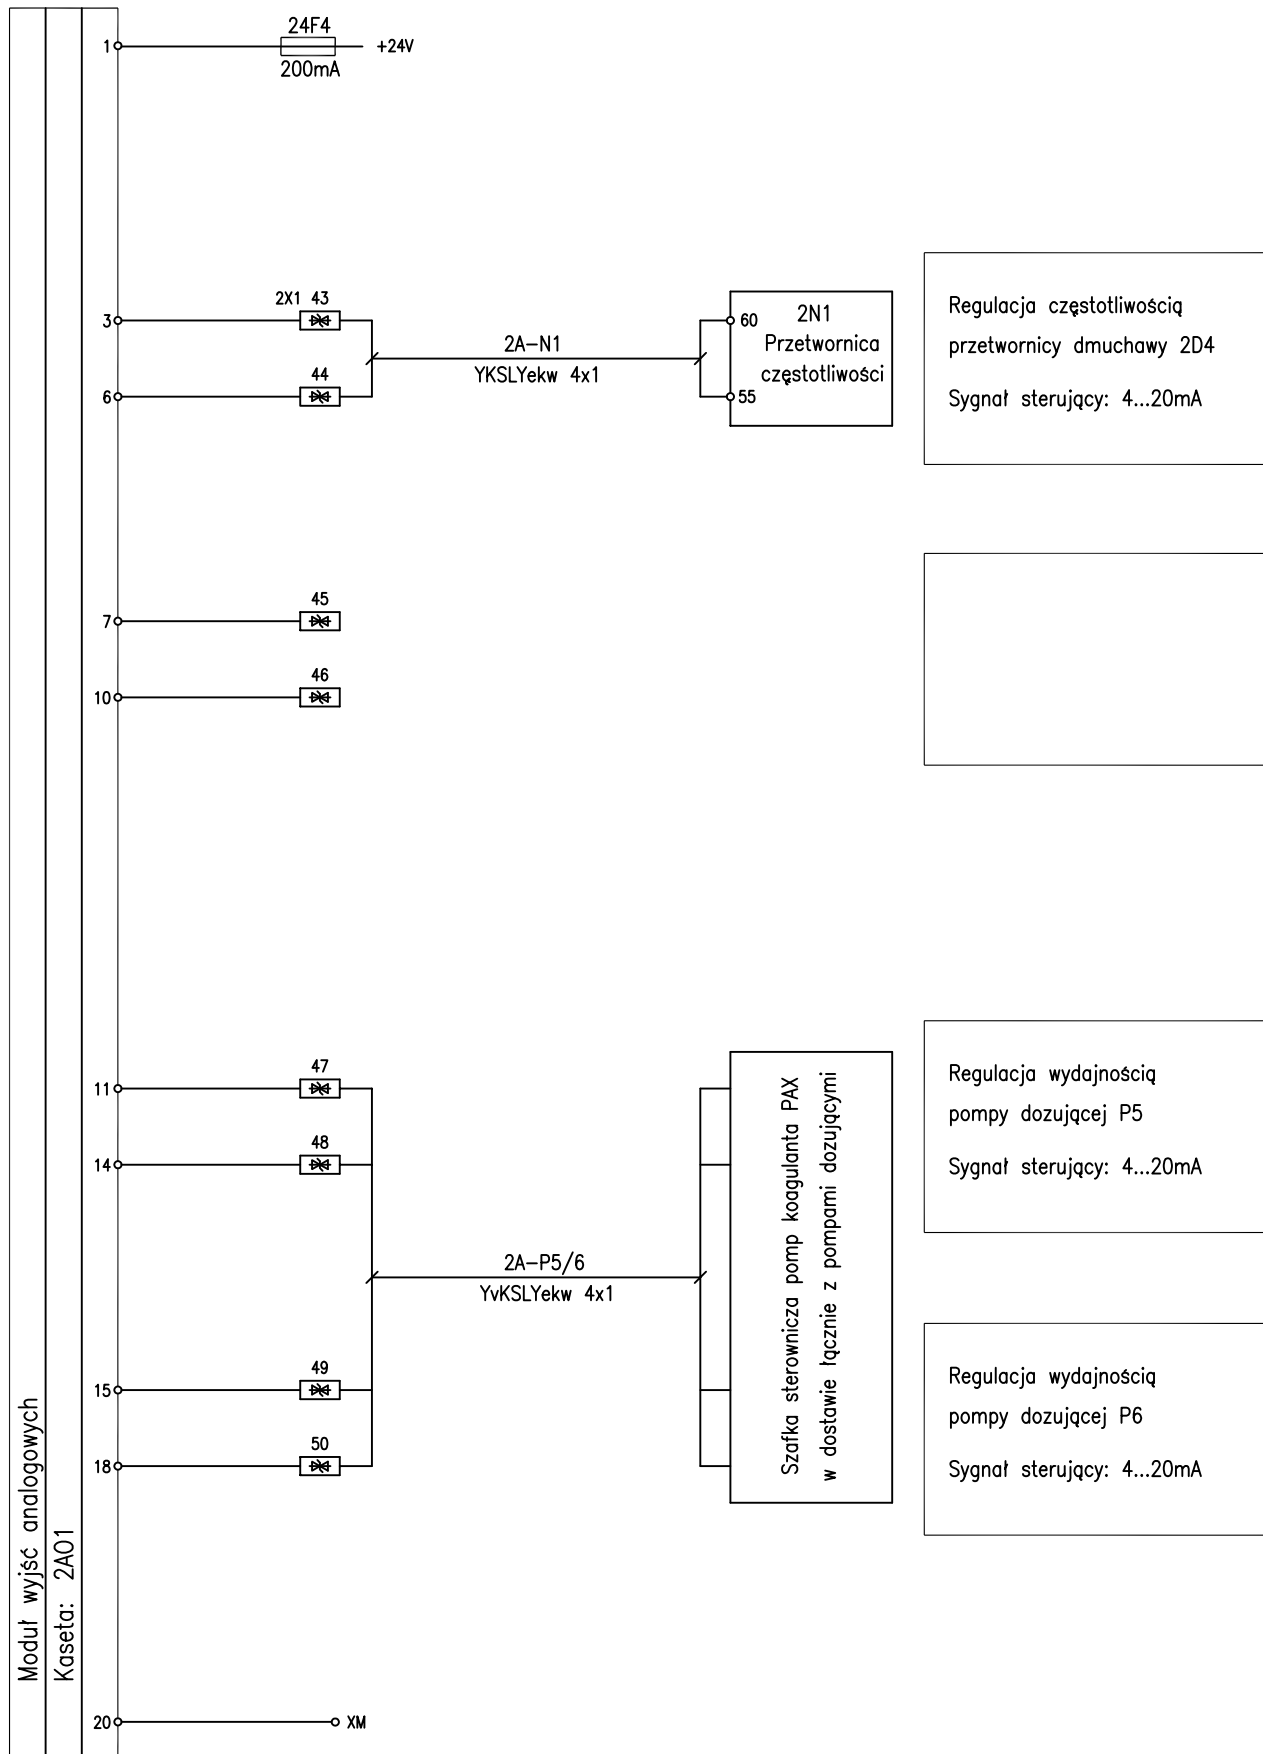 24F4
1
+24V
200mA
2X1 43
3
44
6
2A-N1
YKSLYekw 4x1
60
55
2N1
Przetwornica
częstotliwości
Regulacja częstotliwością
przetwornicy dmuchawy 2D4
Sygnał sterujący: 4...20mA
45
7
46
10
47
11
48
14
2A-P5/6
YvKSLYekw 4x1
49
15
50
18
Szafka sterownicza pomp koagulanta PAX
w dostawie łącznie z pompami dozującymi
Regulacja wydajnością
pompy dozującej P5
Sygnał sterujący: 4...20mA
Regulacja wydajnością
pompy dozującej P6
Sygnał sterujący: 4...20mA
Moduł wyjść analogowych
Kaseta: 2AO1
20
XM